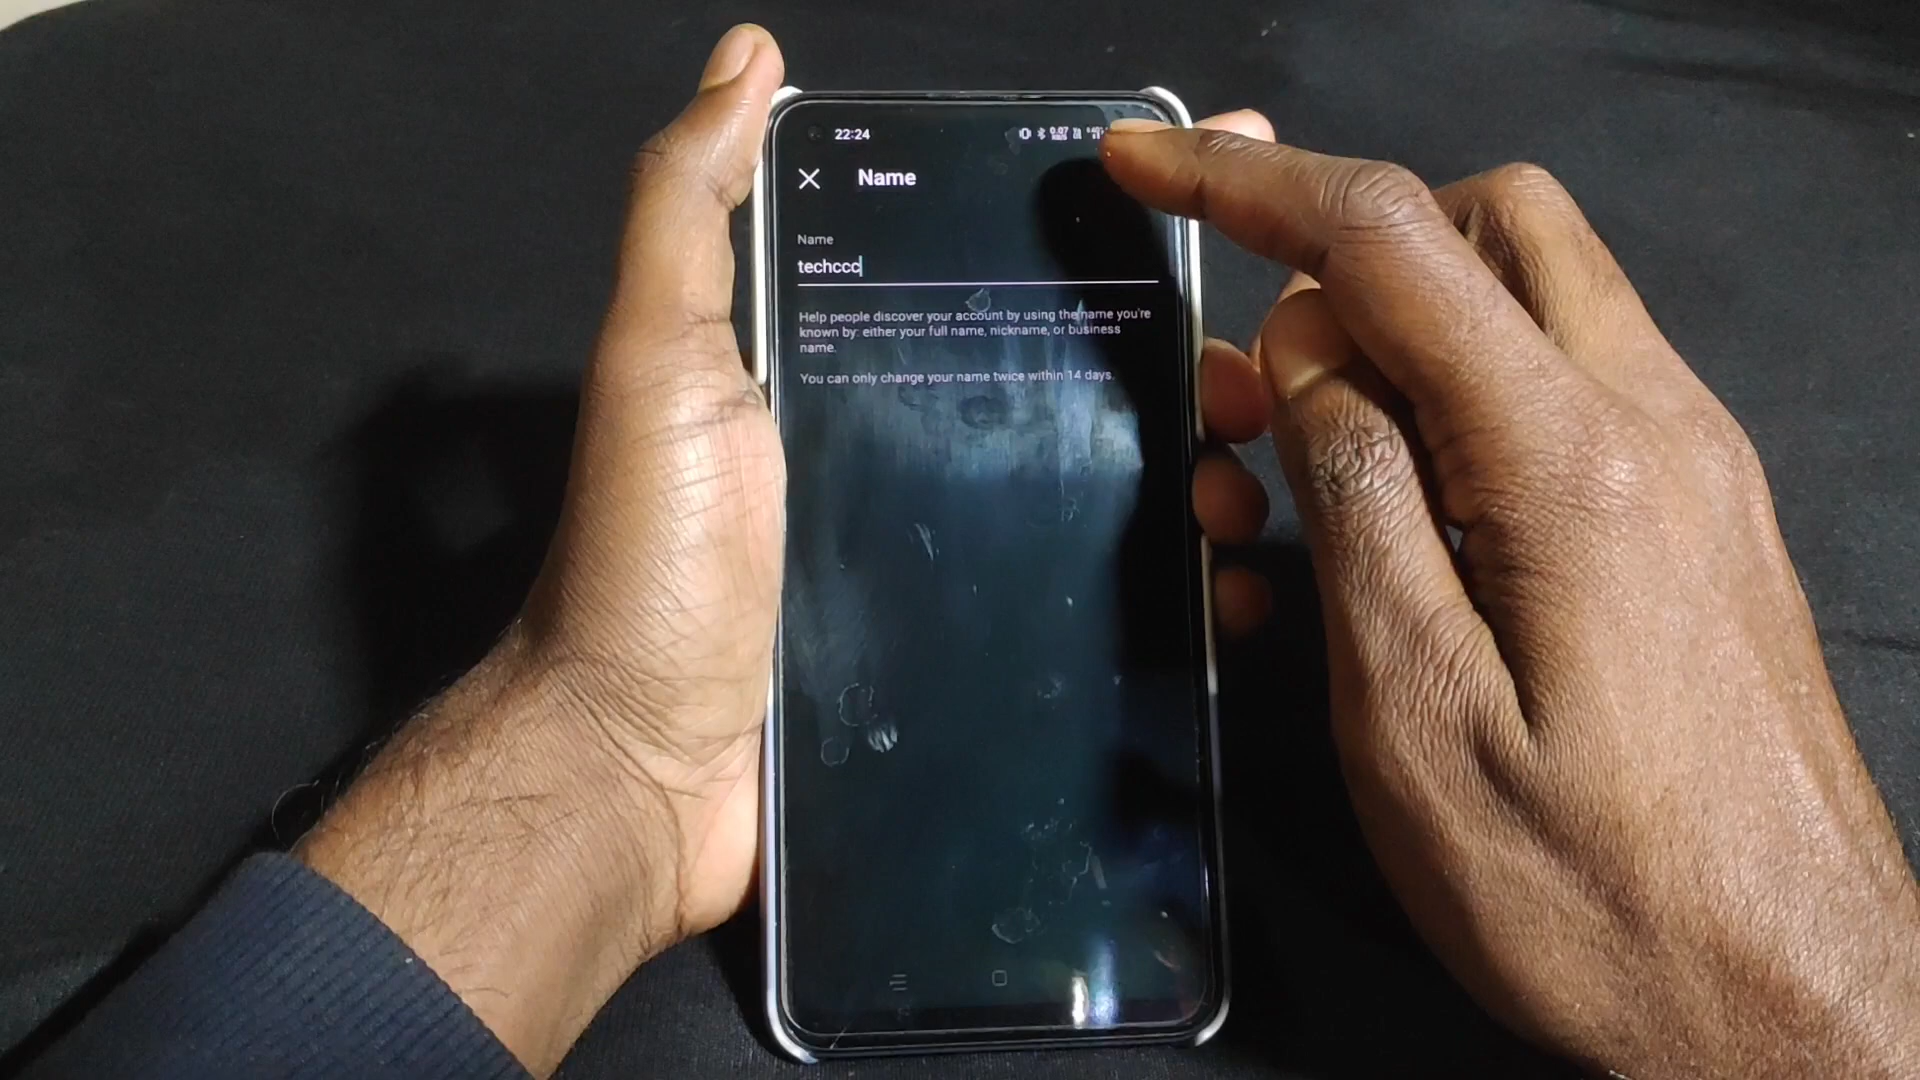 22:24
Name
Name
techccc
Help people discover your account by using the name you're
known by: either your full name, nickname, or business
name.
You can only change your name twice within 14 days.